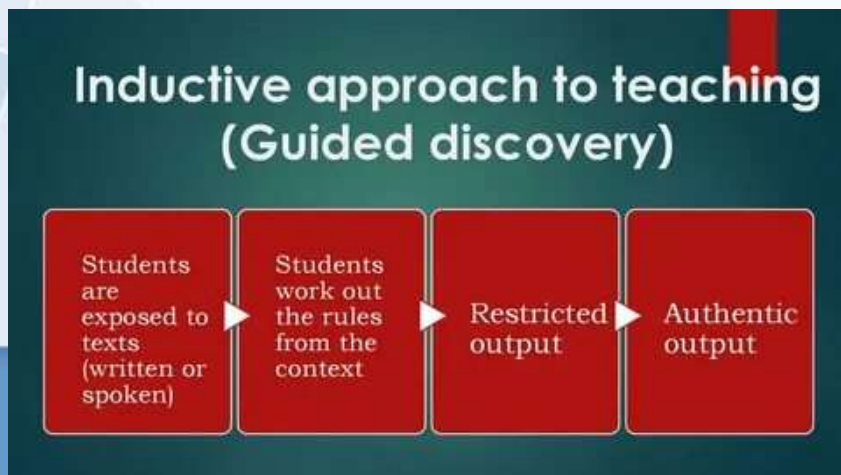 Inductive approach to teaching
(Guided discovery)
Students
are
exposed to
texts
(written or
spoken)
Students
work out
the rules
from the
context
Restricted
output
Authentic
output